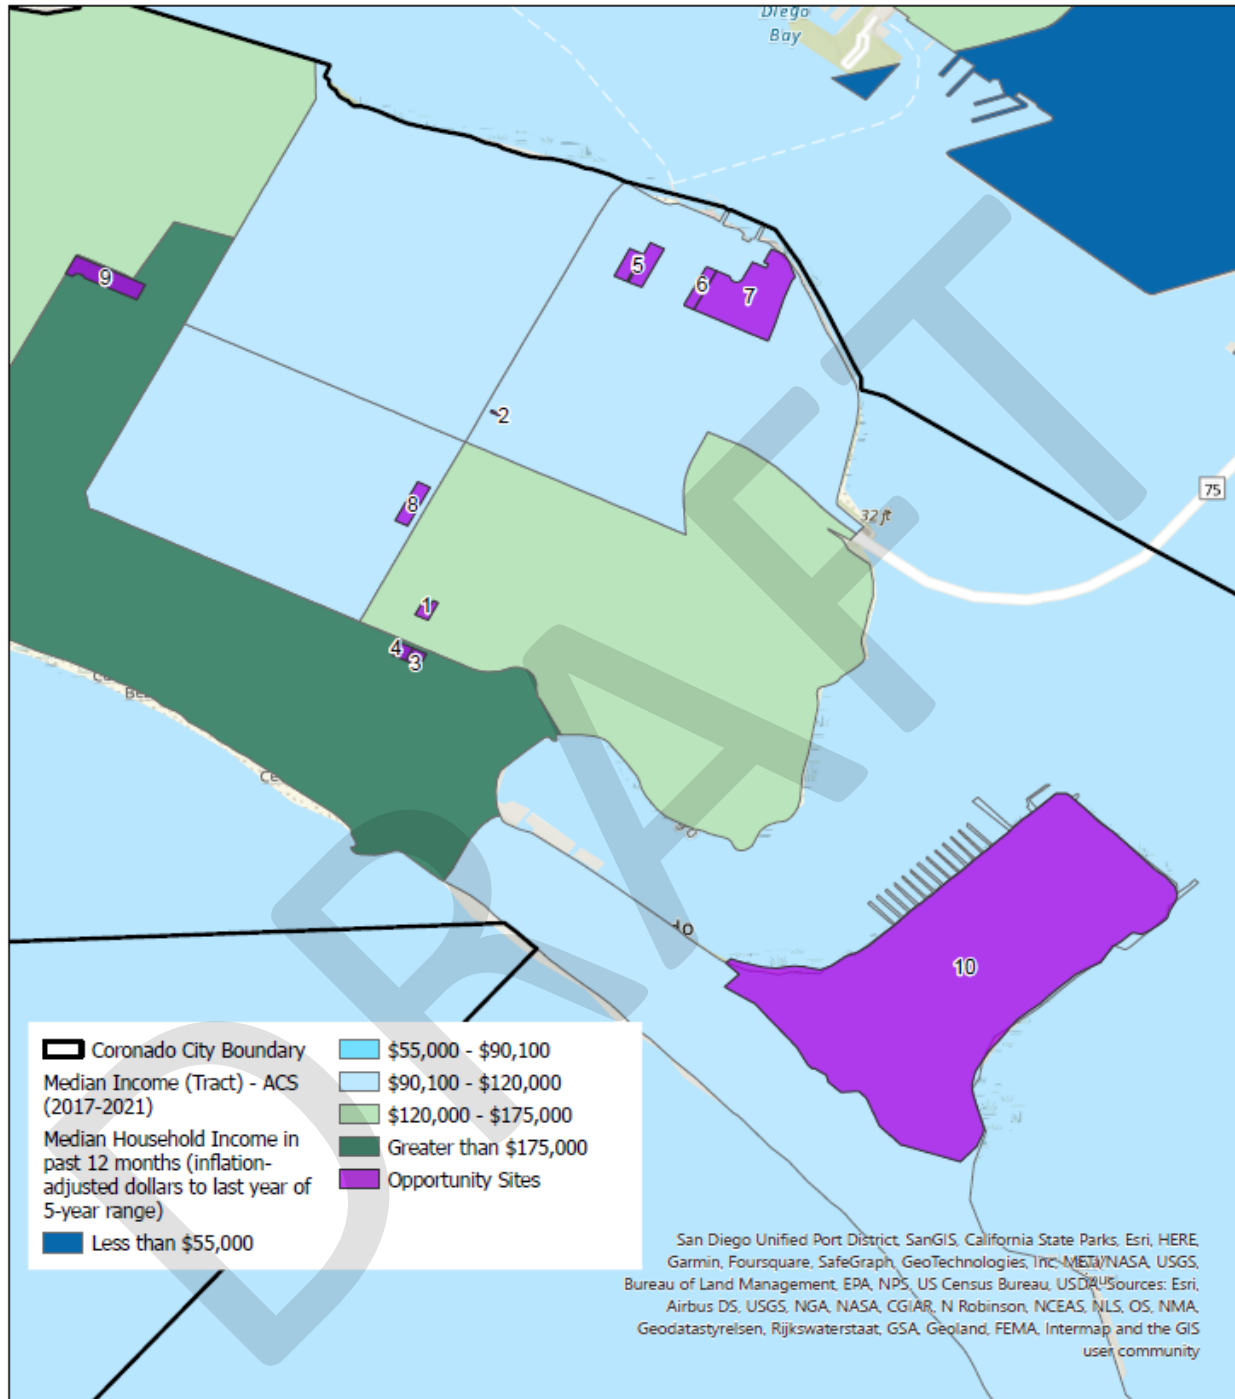 Diego
Bay
9
5
6
7
2
75
8
32 ft
1
4
3
10
Coronado City Boundary
Median Income (Tract) - ACS
(2017-2021)
Median Household Income in
past 12 months (inflation-
adjusted dollars to last year of
5-year range)
Less than $55,000
$55,000 - $90,100
$90,100 - $120,000
$120,000 - $175,000
Greater than $175,000
Opportunity Sites
DRAFT
San Diego Unified Port District, SanGIS, California State Parks, Esri, HERE,
Garmin, Foursquare, SafeGraph, GeoTechnologies, Inc, METI/NASA, USGS,
Bureau of Land Management, EPA, NPS, US Census Bureau, USDA, Sources: Esri,
Airbus DS, USGS, NGA, NASA, CGIAR, N Robinson, NCEAS, NLS, OS, NMA,
Geodatastyrelsen, Rijkswaterstaat, GSA, Geoland, FEMA, Intermap and the GIS
user community